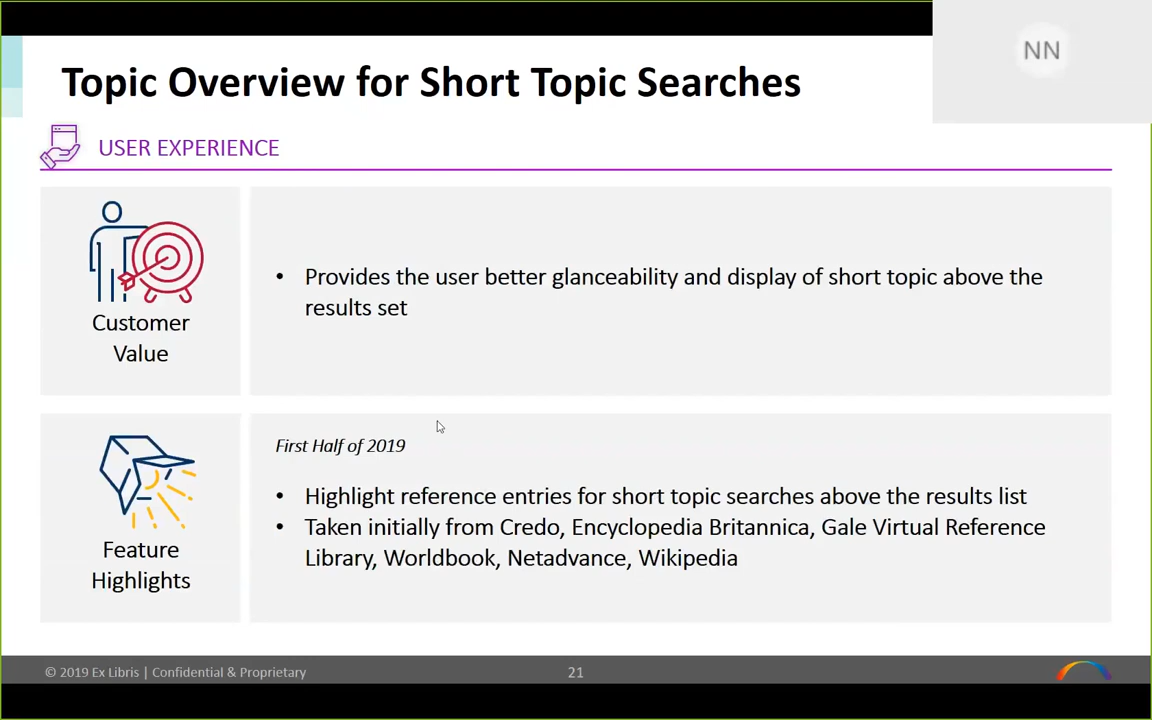 NN
Topic Overview for Short Topic Searches
USER EXPERIENCE
Customer
Value
• Provides the user better glanceability and display of short topic above the
results set
Feature
Highlights
First Half of 2019
• Highlight reference entries for short topic searches above the results list
• Taken initially from Credo, Encyclopedia Britannica, Gale Virtual Reference
Library, Worldbook, Netadvance, Wikipedia
© 2019 Ex Libris | Confidential & Proprietary
21